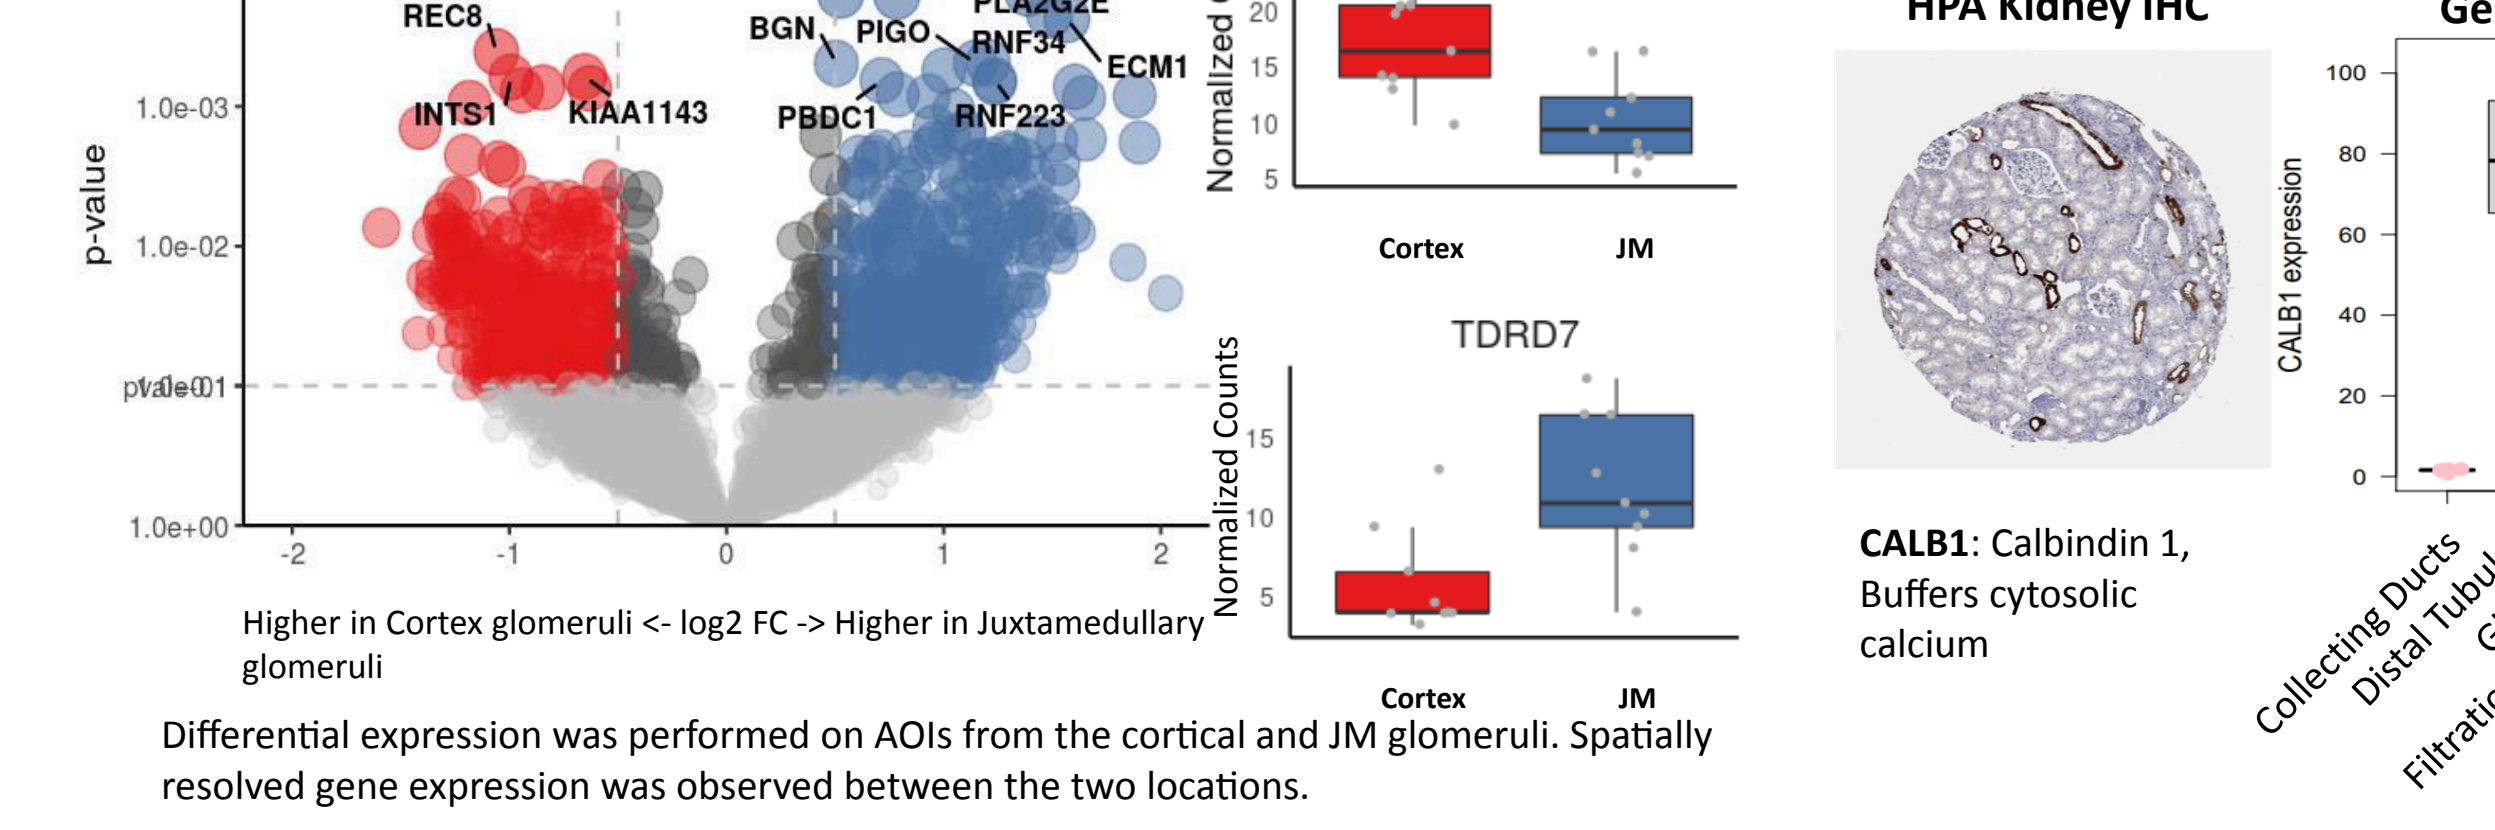 REC8
INTS1
KIAA1143
BGN
PIGO
PLA2G2E
RNF34
ECM1
PBDC1
RNF223
p-value
1.0e-03
1.0e-02
1.0e+00
-2
-1
0
1
2
Higher in Cortex glomeruli <- log2 FC -> Higher in Juxtamedullary
glomeruli
Normalized
20
15
10
5
Cortex
JM
TDRD7
Normalized Counts
15
10
5
Cortex
JM
Differential expression was performed on AOIs from the cortical and JM glomeruli. Spatially
resolved gene expression was observed between the two locations.
HPA Kidney IHC
CALB1: Calbindin 1,
Buffers cytosolic
calcium
Ge
CALB1 expression
100
80
60
40
20
0
Collecting Ducts
Distal Tubul
Filtratio